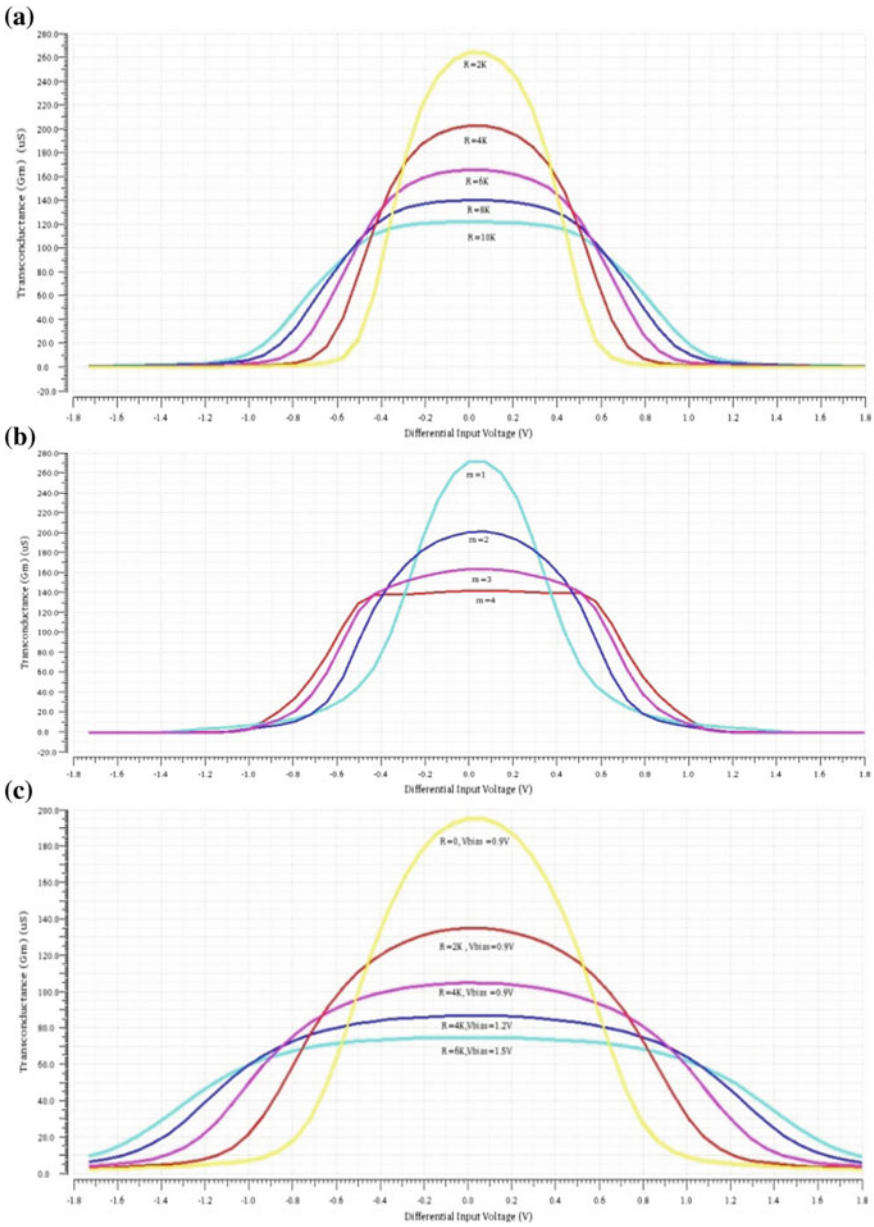 (a)
280.0
260.0
240.0
220.0
200.0
180.0
160.0
140.0
120.0
100.0
80.0
60.0
40.0
20.0
0.0
-20.0
Transconductance (Gm) (uS)
R=2K
R=4K
R=6K
R=8K
R=10K
-1.8 -1.6 -1.4 -1.2 -1.0 -0.8 -0.6 -0.4 -0.2 0.0 0.2 0.4 0.6 0.8 1.0 1.2 1.4 1.6 1.8
Differential Input Voltage (V)
(b)
280.0
260.0
240.0
220.0
200.0
180.0
160.0
140.0
120.0
100.0
80.0
60.0
40.0
20.0
0.0
-20.0
Transconductance (Gm) (uS)
m=1
m=2
m=3
m=4
-1.8 -1.6 -1.4 -1.2 -1.0 -0.8 -0.6 -0.4 -0.2 0.0 0.2 0.4 0.6 0.8 1.0 1.2 1.4 1.6 1.8
Differential Input Voltage (V)
(c)
200.0
180.0
160.0
140.0
120.0
100.0
80.0
60.0
40.0
20.0
0.0
Transconductance (Gm) (uS)
R=0, Vbias =0.9V
R=2K , Vbias=0.9V
R=4K, Vbias =0.9V
R=4K,Vbias=1.2V
R=6K,Vbias=1.5V
-1.8 -1.6 -1.4 -1.2 -1.0 -0.8 -0.6 -0.4 -0.2 0.0 0.2 0.4 0.6 0.8 1.0 1.2 1.4 1.6 1.8
Differential Input Voltage (V)